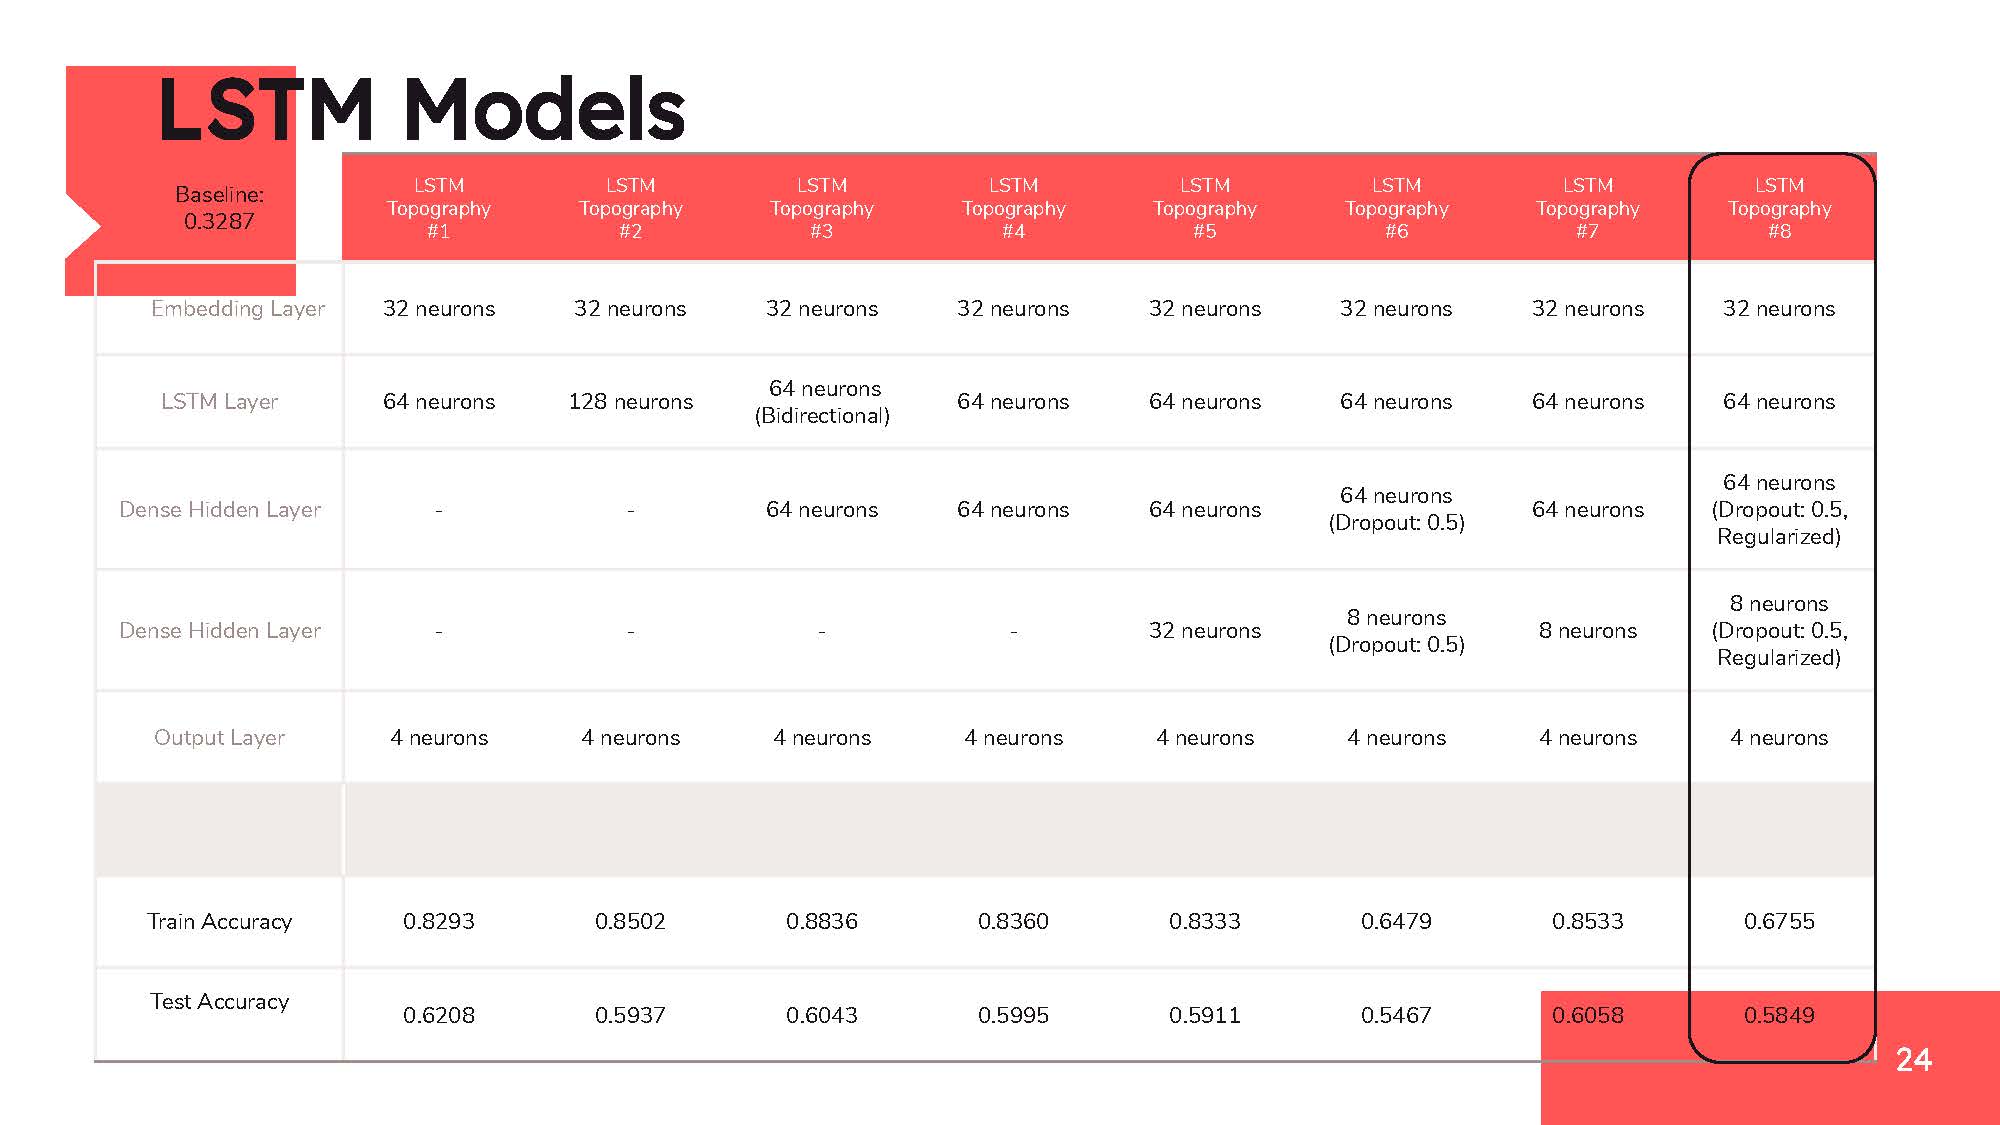 LSTM Models
Baseline:
0.3287
LSTM
Topography
#1
LSTM
Topography
#2
LSTM
Topography
#3
LSTM
Topography
#4
LSTM
Topography
#5
LSTM
Topography
#6
LSTM
Topography
#7
LSTM
Topography
#8
Embedding Layer
32 neurons
32 neurons
32 neurons
32 neurons
32 neurons
32 neurons
32 neurons
32 neurons
LSTM Layer
64 neurons
128 neurons
64 neurons
(Bidirectional)
64 neurons
64 neurons
64 neurons
64 neurons
64 neurons
Dense Hidden Layer
-
-
64 neurons
64 neurons
64 neurons
64 neurons
(Dropout: 0.5)
64 neurons
64 neurons
(Dropout: 0.5,
Regularized)
Dense Hidden Layer
-
-
-
-
32 neurons
8 neurons
(Dropout: 0.5)
8 neurons
8 neurons
(Dropout: 0.5,
Regularized)
Output Layer
4 neurons
4 neurons
4 neurons
4 neurons
4 neurons
4 neurons
4 neurons
4 neurons
Train Accuracy
0.8293
0.8502
0.8836
0.8360
0.8333
0.6479
0.8533
0.6755
Test Accuracy
0.6208
0.5937
0.6043
0.5995
0.5911
0.5467
0.6058
0.5849
24